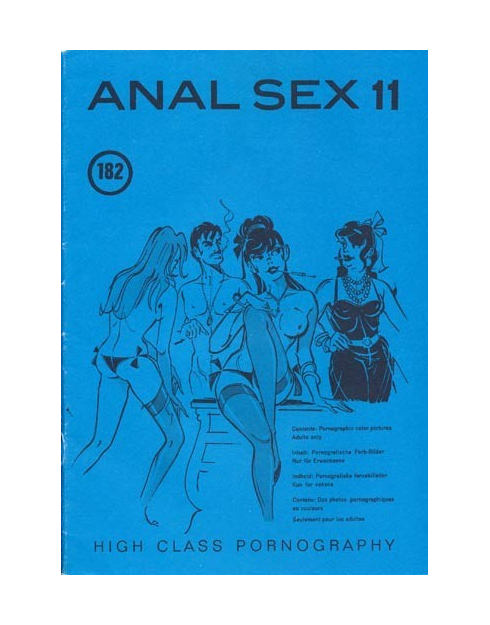 ANAL SEX 11
182
Contents: Pornographic color pictures
Adults only
Inhalt: Pornografische Farb-Bilder
Nur für Erwachsene
Indhold: Pornografiske farvebilleder
Kun for voksne
Contenu: Des photos pornographiques
en couleurs
Seulement pour les adultes
HIGH CLASS PORNOGRAPHY